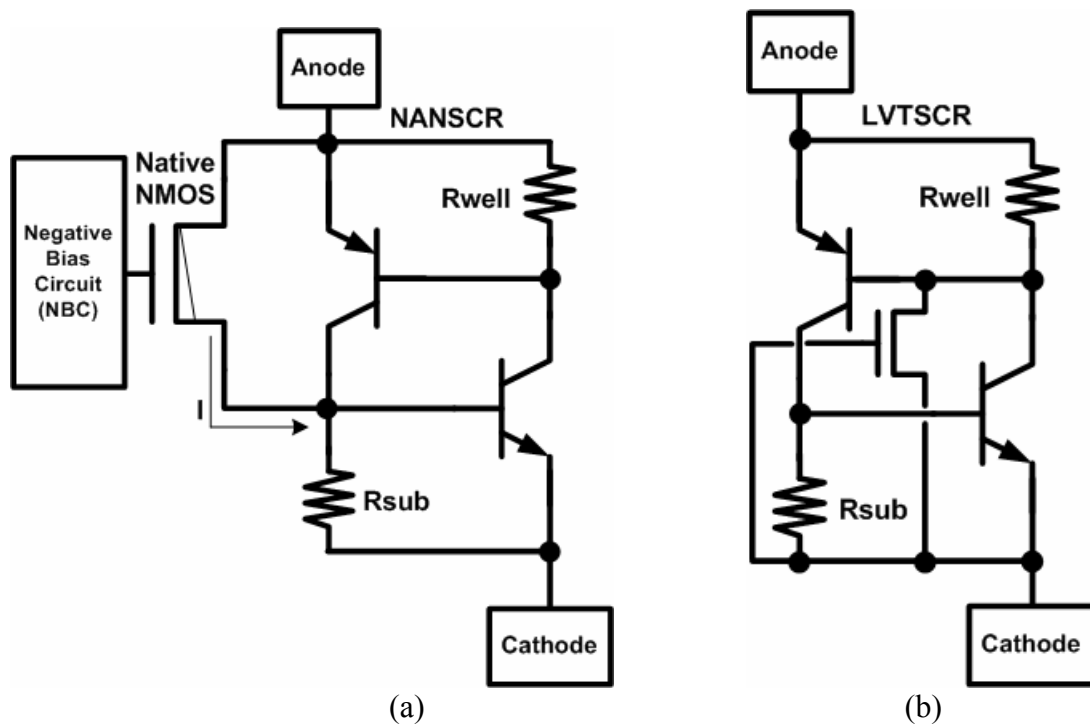 Anode
NANSCR
Native
NMOS
Rwell
Negative
Bias
Circuit
(NBC)
I
Rsub
Cathode
(a)
Anode
LVTSCR
Rwell
Rsub
Cathode
(b)